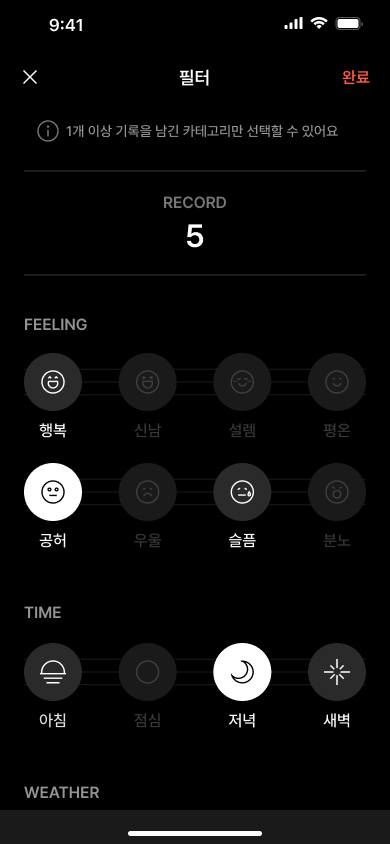 9:41
필터
완료
1개 이상 기록을 남긴 카테고리만 선택할 수 있어요
RECORD
5
FEELING
행복 신남 설렘 평온
공허 우울 슬픔 분노
TIME
아침 점심 저녁 새벽
WEATHER